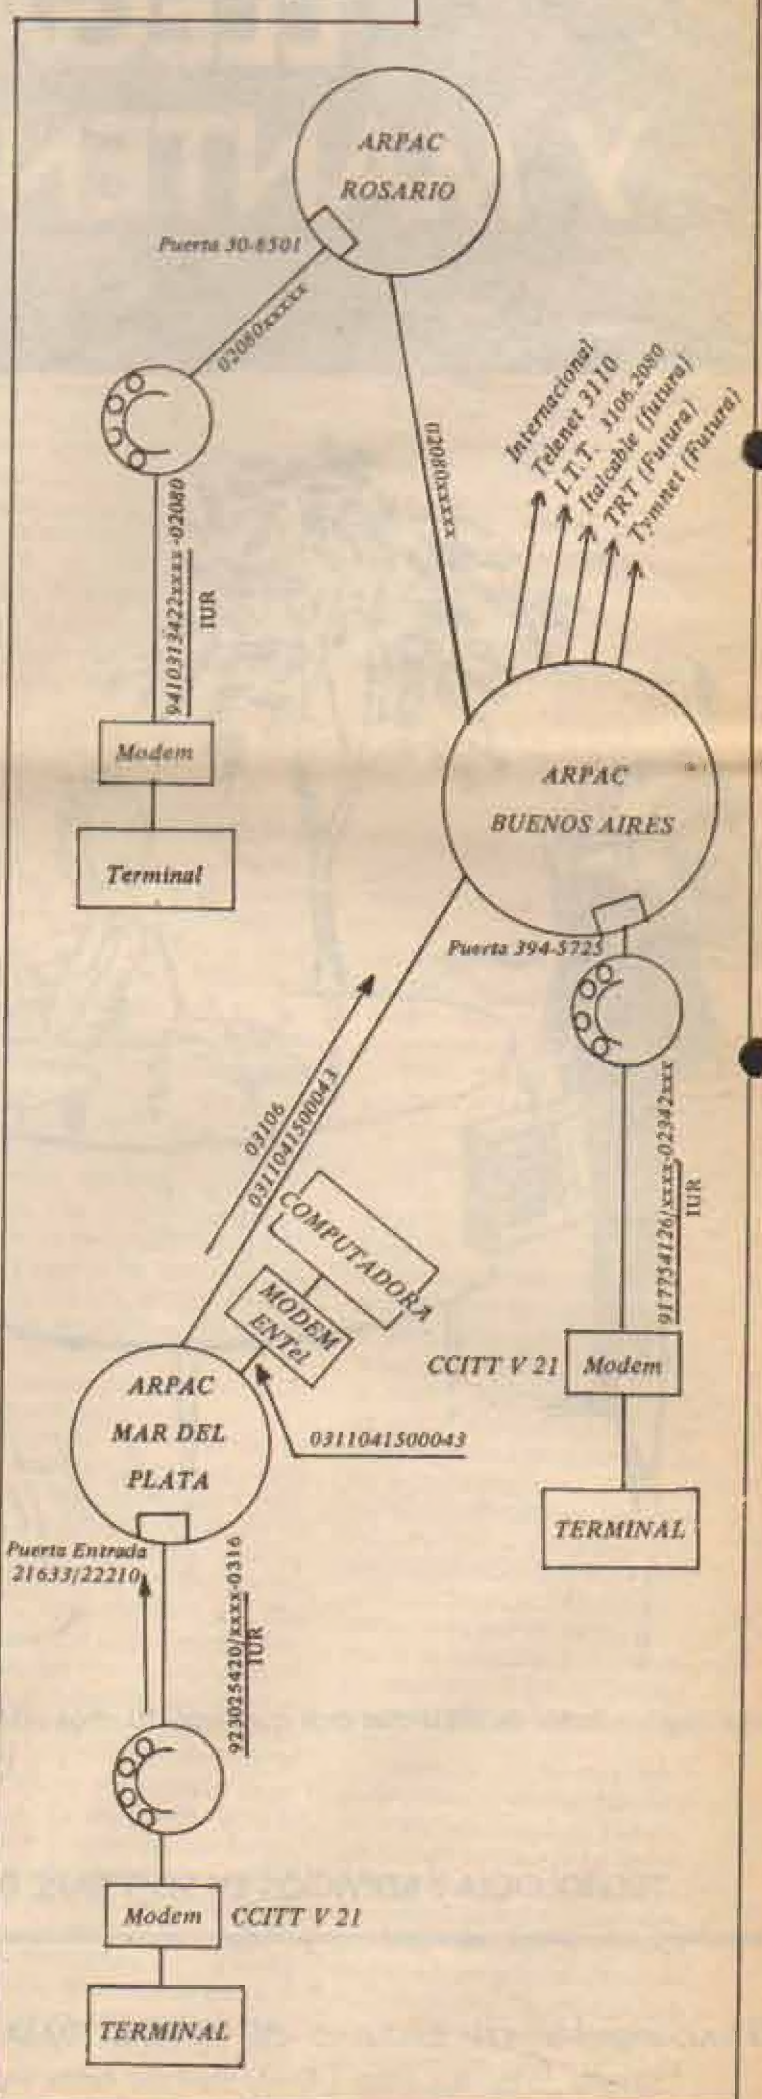 ARPAC
ROSARIO
Puerta 30-8501
02080xxxxx
02080xxxxx
9410313422xxxx-02080
IUR
Modem
Terminal
Internacional
Telenet 3110
I.T.T. 3106.2080
Italcable (futura)
TRT (Futura)
Tymnet (Futura)
ARPAC
BUENOS AIRES
Puerta 394-5725
917754126/xxxx-02342xxx
IUR
CCITT V 21
Modem
TERMINAL
03106
0311041500043
COMPUTADORA
MODEM
ENTel
0311041500043
ARPAC
MAR DEL
PLATA
Puerta Entrada
21633/22210
923025420/xxxx-0316
IUR
Modem
CCITT V 21
TERMINAL